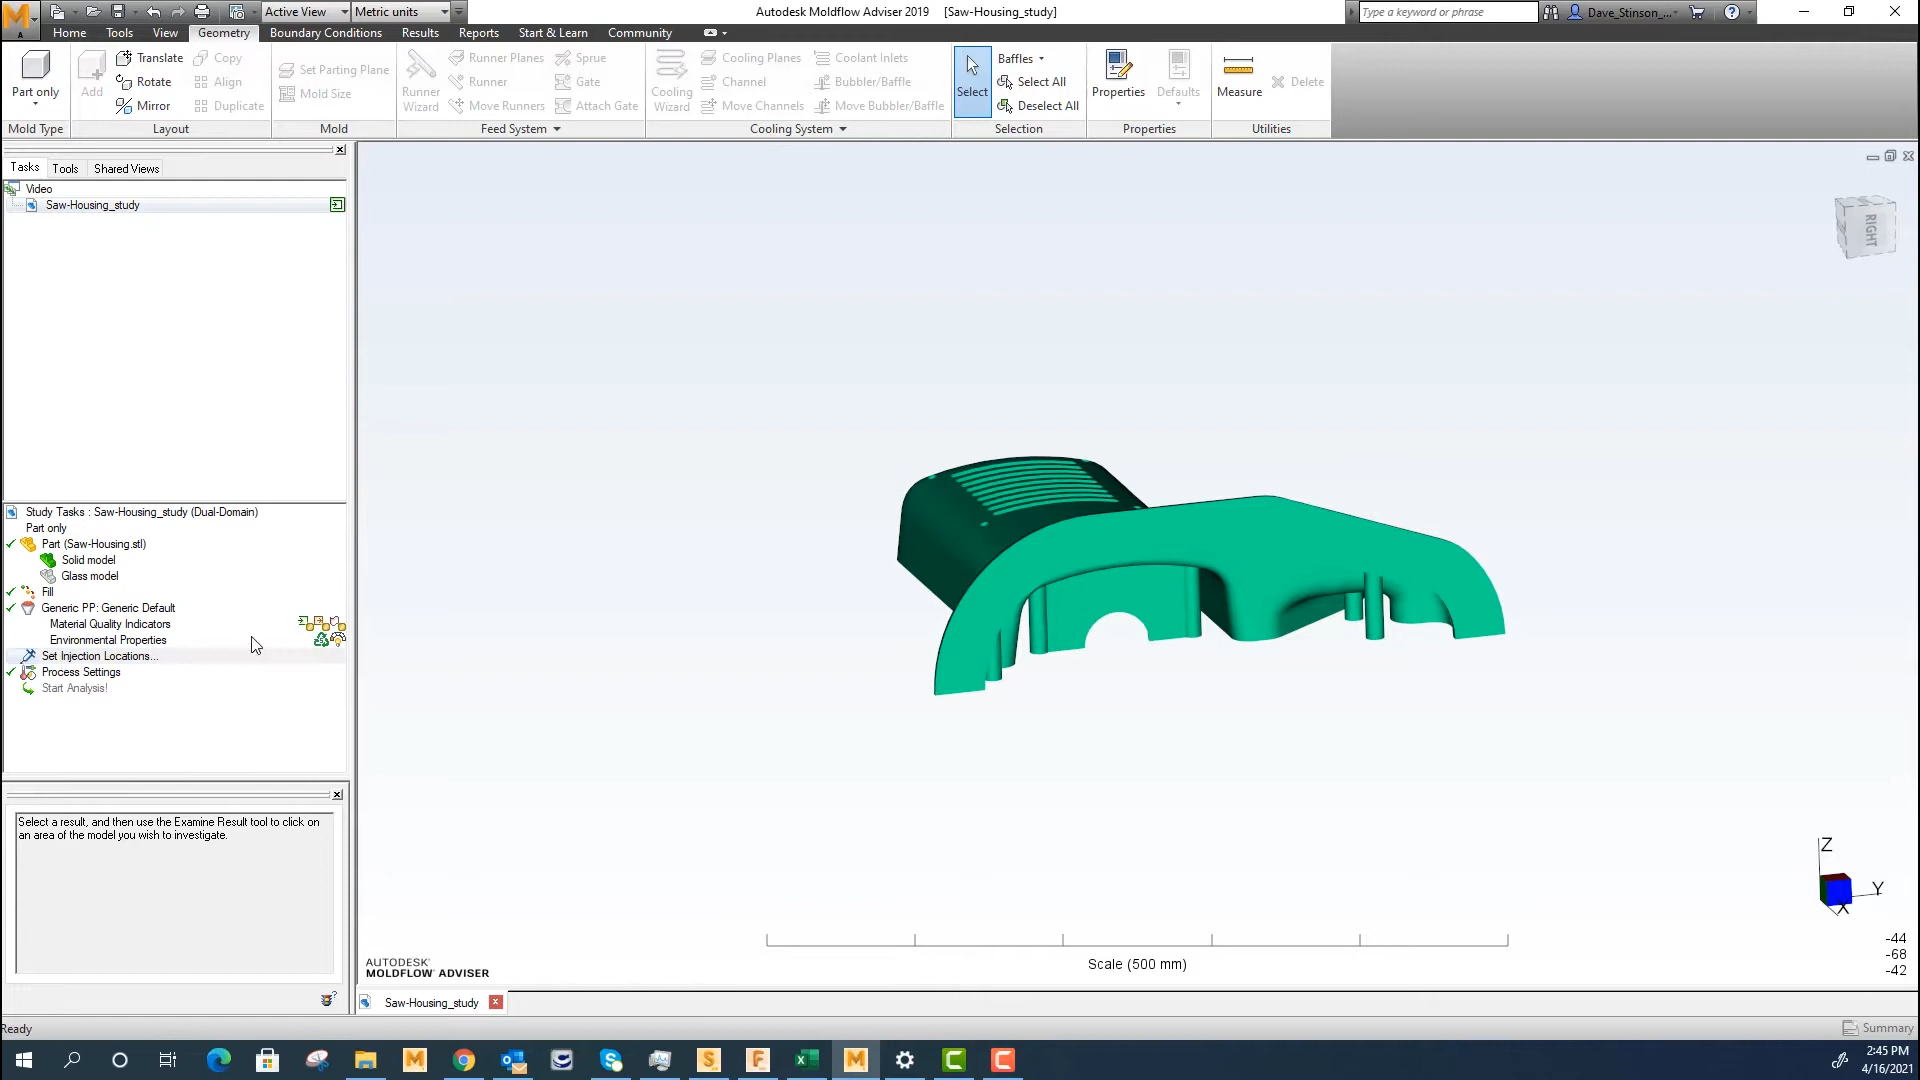 Active View
Metric units
Autodesk Moldflow Adviser 2019 [Saw-Housing_study]
Type a keyword or phrase
Dave_Stinson_...
Home Tools View Geometry Boundary Conditions Results Reports Start & Learn Community
Part only
Add
Translate
Rotate
Mirror
Copy
Align
Duplicate
Set Parting Plane
Mold Size
Runner Wizard
Runner Planes
Runner
Move Runners
Sprue
Gate
Attach Gate
Cooling Wizard
Cooling Planes
Channel
Move Channels
Coolant Inlets
Bubbler/Baffle
Move Bubbler/Baffle
Select
Baffles
Select All
Deselect All
Properties
Defaults
Measure
Delete
Mold Type Layout Mold Feed System Cooling System Selection Properties Utilities
Tasks Tools Shared Views
Video
Saw-Housing_study
RIGHT
Study Tasks : Saw-Housing_study (Dual-Domain)
Part only
Part (Saw-Housing.stl)
Solid model
Glass model
Fill
Generic PP: Generic Default
Material Quality Indicators
Environmental Properties
Set Injection Locations...
Process Settings
Start Analysis!
Select a result, and then use the Examine Result tool to click on
an area of the model you wish to investigate.
Z
Y
X
-44
-68
-42
Scale (500 mm)
AUTODESK®
MOLDFLOW® ADVISER
Saw-Housing_study
Ready
Summary
2:45 PM
4/16/2021